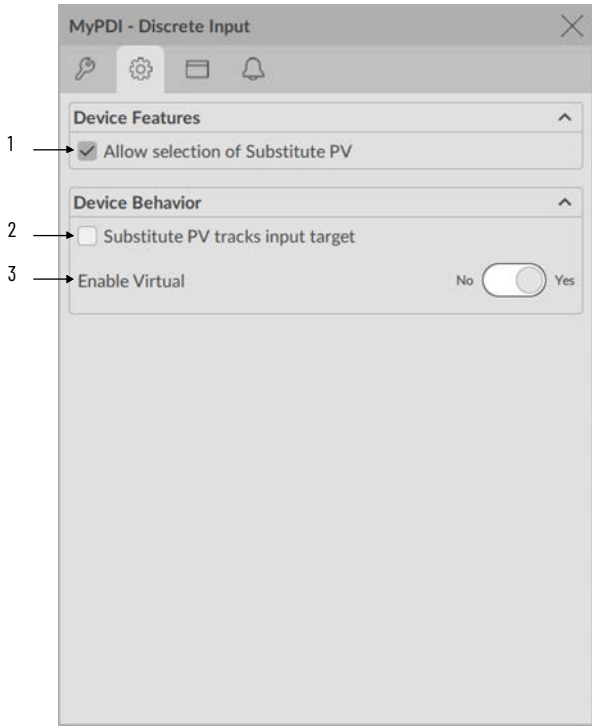 MyPDI - Discrete Input
Device Features
1 Allow selection of Substitute PV
Device Behavior
2 Substitute PV tracks input target
3 Enable Virtual No Yes